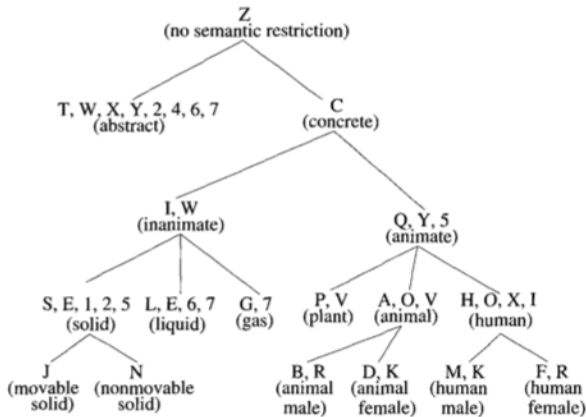 Z
(no semantic restriction)
T, W, X, Y, 2, 4, 6, 7
(abstract)
C
(concrete)
I, W
(inanimate)
Q, Y, 5
(animate)
S, E, 1, 2, 5
(solid)
L, E, 6, 7
(liquid)
G, 7
(gas)
P, V
(plant)
A, O, V
(animal)
H, O, X, I
(human)
J
(movable
solid)
N
(nonmovable
solid)
B, R
(animal
male)
D, K
(animal
female)
M, K
(human
male)
F, R
(human
female)